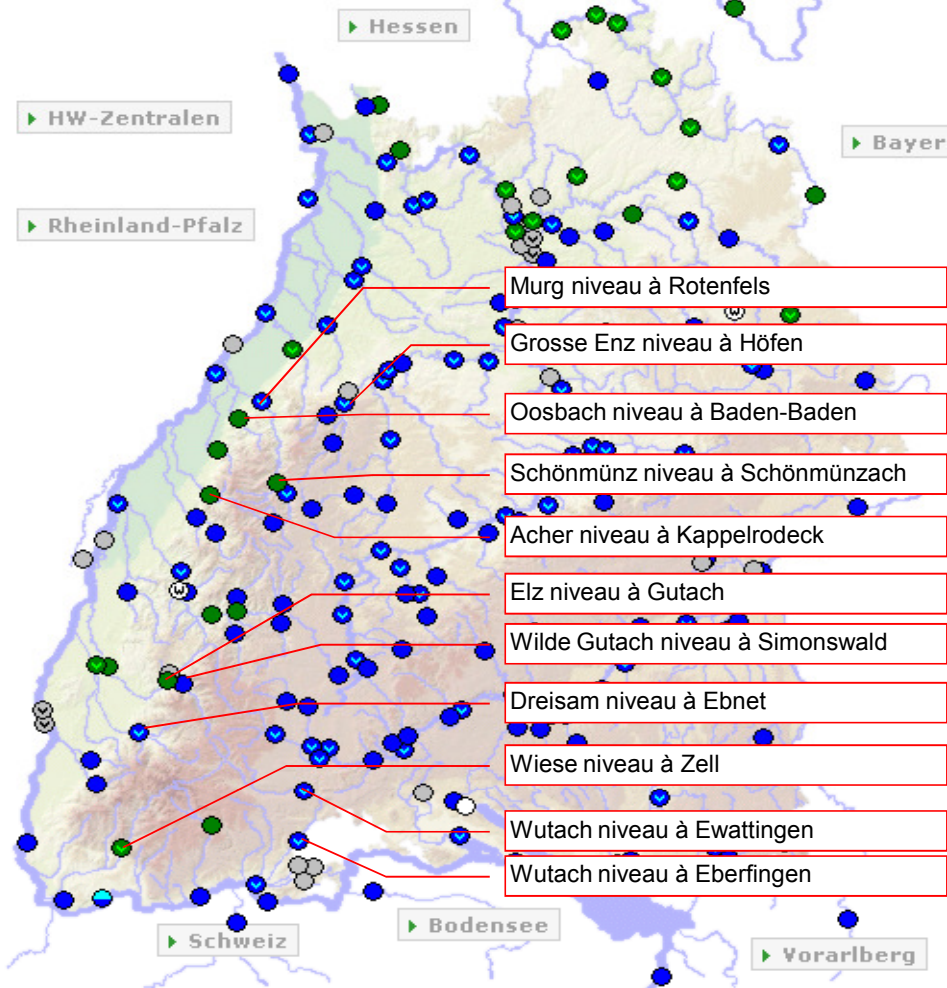 Hessen
HW-Zentralen
Bayer
Rheinland-Pfalz
Murg niveau à Rotenfels
W
Grosse Enz niveau à Höfen
Oosbach niveau à Baden-Baden
Schönmünz niveau à Schönmünzach
Acher niveau à Kappelrodeck
W
Elz niveau à Gutach
Wilde Gutach niveau à Simonswald
Dreisam niveau à Ebnet
Wiese niveau à Zell
Wutach niveau à Ewattingen
Wutach niveau à Eberfingen
Bodensee
Schweiz
Vorarlberg